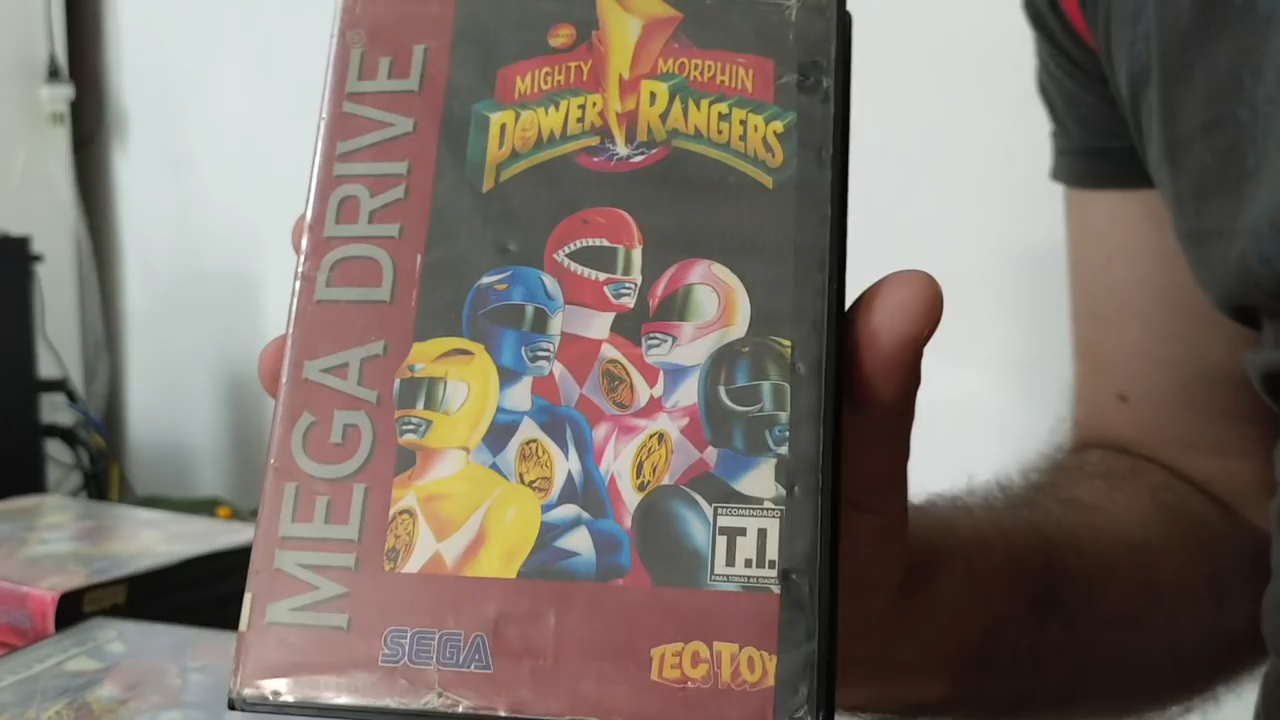 MEGA DRIVE
MIGHTY MORPHIN
POWER RANGERS
RECOMENDADO
T.I.
PARA TODAS AS IDADES
SEGA
TEC TOY